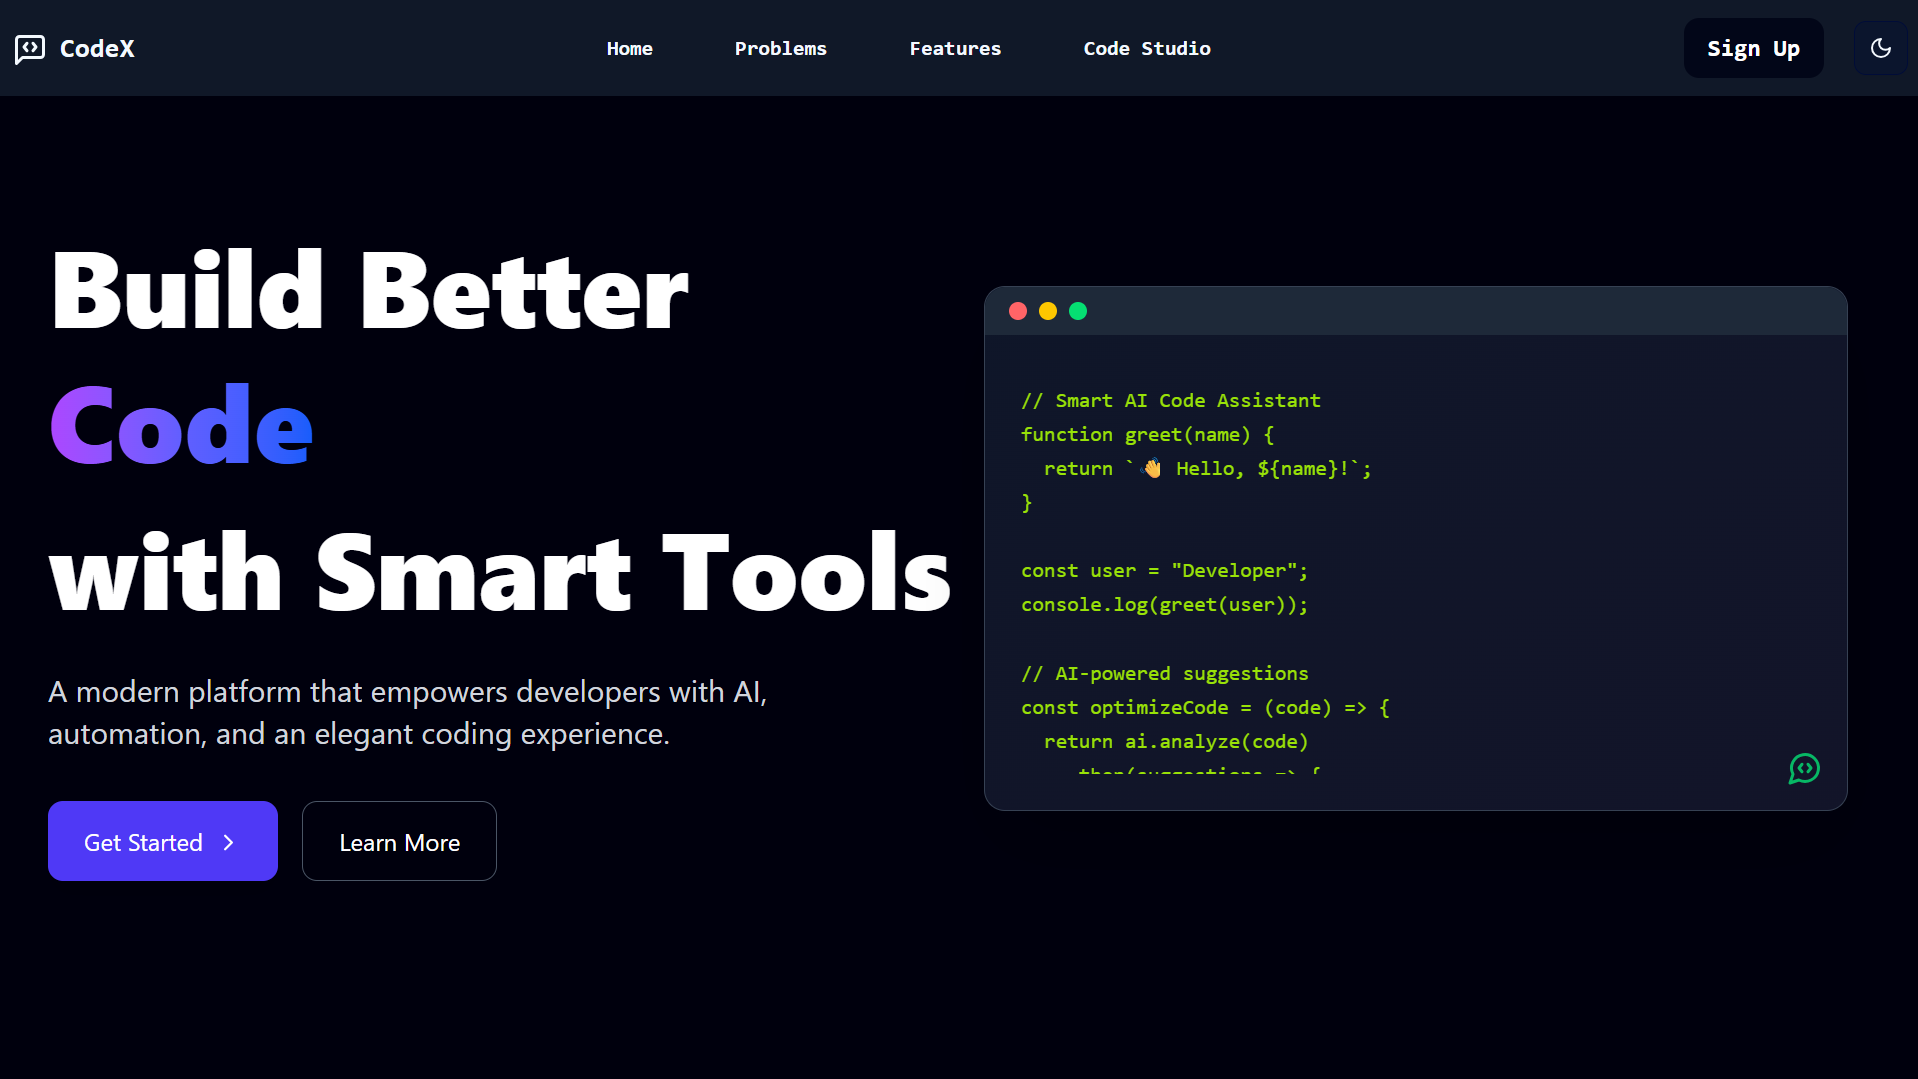 CodeX
Home
Problems
Features
Code Studio
Sign Up
Build Better
Code
with Smart Tools
A modern platform that empowers developers with AI,
automation, and an elegant coding experience.
Get Started
Learn More
// Smart AI Code Assistant
function greet(name) {
  return `👋 Hello, ${name}!`;
}
const user = "Developer";
console.log(greet(user));
// AI-powered suggestions
const optimizeCode = (code) => {
  return ai.analyze(code)